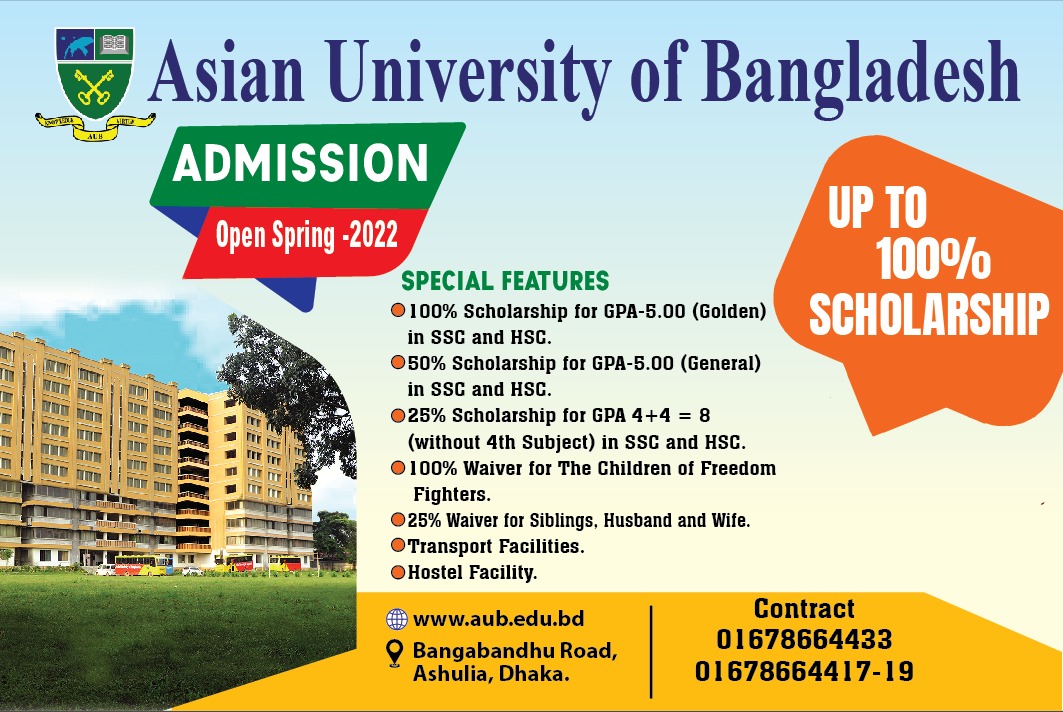 Asian University of Bangladesh
AUB
ADMISSION
Open Spring -2022
UP TO
100%
SCHOLARSHIP
SPECIAL FEATURES
100% Scholarship for GPA-5.00 (Golden)
in SSC and HSC.
50% Scholarship for GPA-5.00 (General)
in SSC and HSC.
25% Scholarship for GPA 4+4 = 8
(without 4th Subject) in SSC and HSC.
100% Waiver for The Children of Freedom
Fighters.
25% Waiver for Siblings, Husband and Wife.
Transport Facilities.
Hostel Facility.
www.aub.edu.bd
Bangabandhu Road,
Ashulia, Dhaka.
Contract
01678664433
01678664417-19